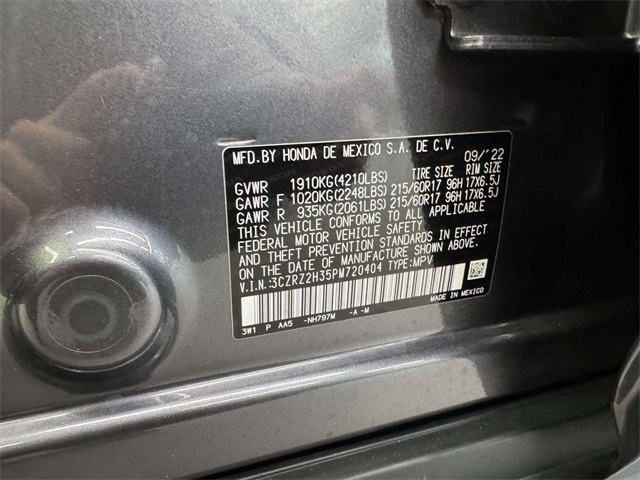 MFD.BY HONDA DE MEXICO S.A. DE C.V. 09/'22
TIRE SIZE RIM SIZE
GVWR 1910KG(4210LBS)
GAWR F 1020KG(2248LBS) 215/60R17 96H 17X6.5J
GAWR R 935KG(2061LBS) 215/60R17 96H 17X6.5J
THIS VEHICLE CONFORMS TO ALL APPLICABLE
FEDERAL MOTOR VEHICLE SAFETY
AND THEFT PREVENTION STANDARDS IN EFFECT
ON THE DATE OF MANUFACTURE SHOWN ABOVE.
V.I.N.:3CZRZ2H35PM720404 TYPE:MPV
MADE IN MEXICO
3W1 P AA5 -NH797M -A -M